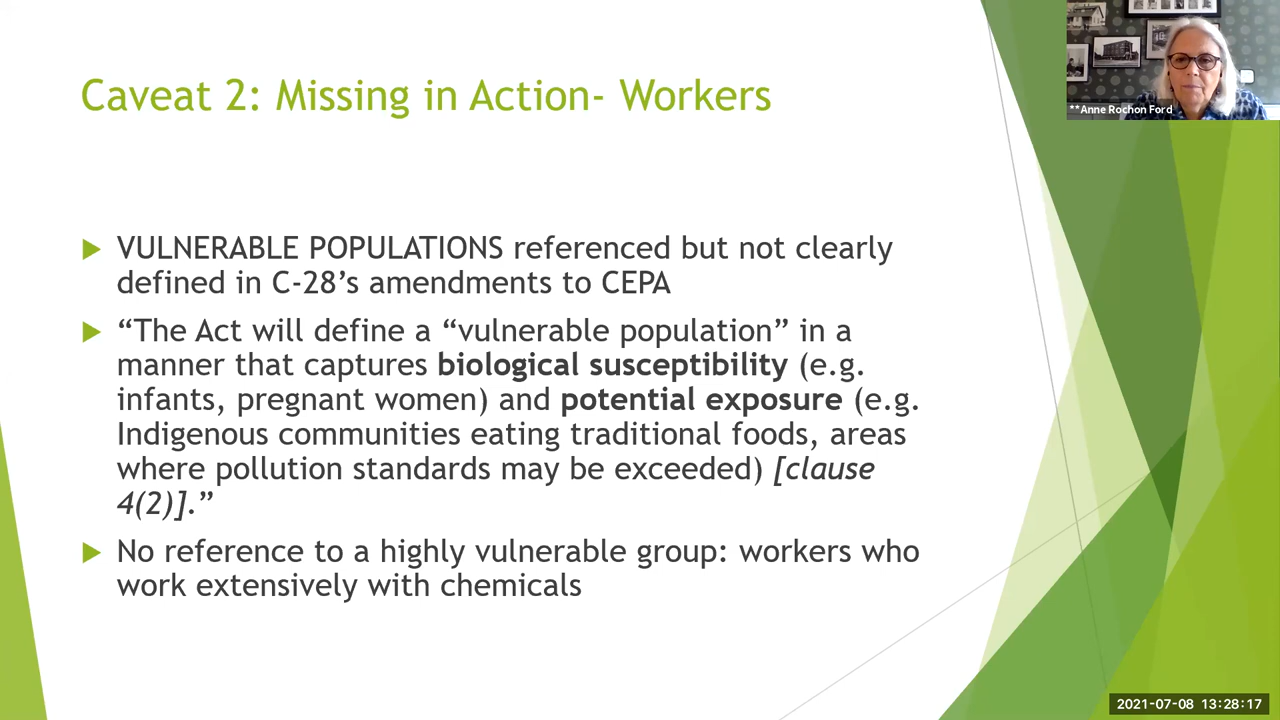 Caveat 2: Missing in Action- Workers
**Anne Rochon Ford
VULNERABLE POPULATIONS referenced but not clearly
defined in C-28’s amendments to CEPA
“The Act will define a “vulnerable population” in a
manner that captures biological susceptibility (e.g.
infants, pregnant women) and potential exposure (e.g.
Indigenous communities eating traditional foods, areas
where pollution standards may be exceeded) [clause
4(2)].”
No reference to a highly vulnerable group: workers who
work extensively with chemicals
2021-07-08 13:28:17